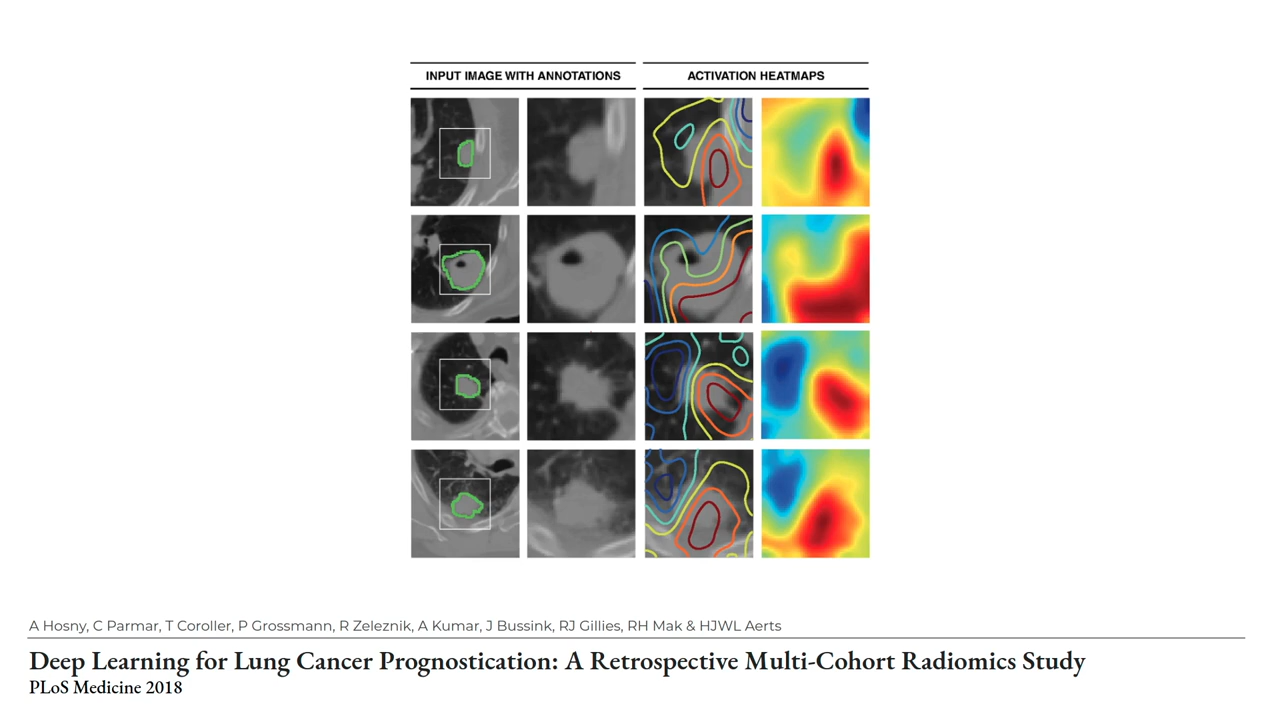 INPUT IMAGE WITH ANNOTATIONS
ACTIVATION HEATMAPS
A Hosny, C Parmar, T Coroller, P Grossmann, R Zeleznik, A Kumar, J Bussink, RJ Gillies, RH Mak & HJWL Aerts
Deep Learning for Lung Cancer Prognostication: A Retrospective Multi-Cohort Radiomics Study
PLoS Medicine 2018